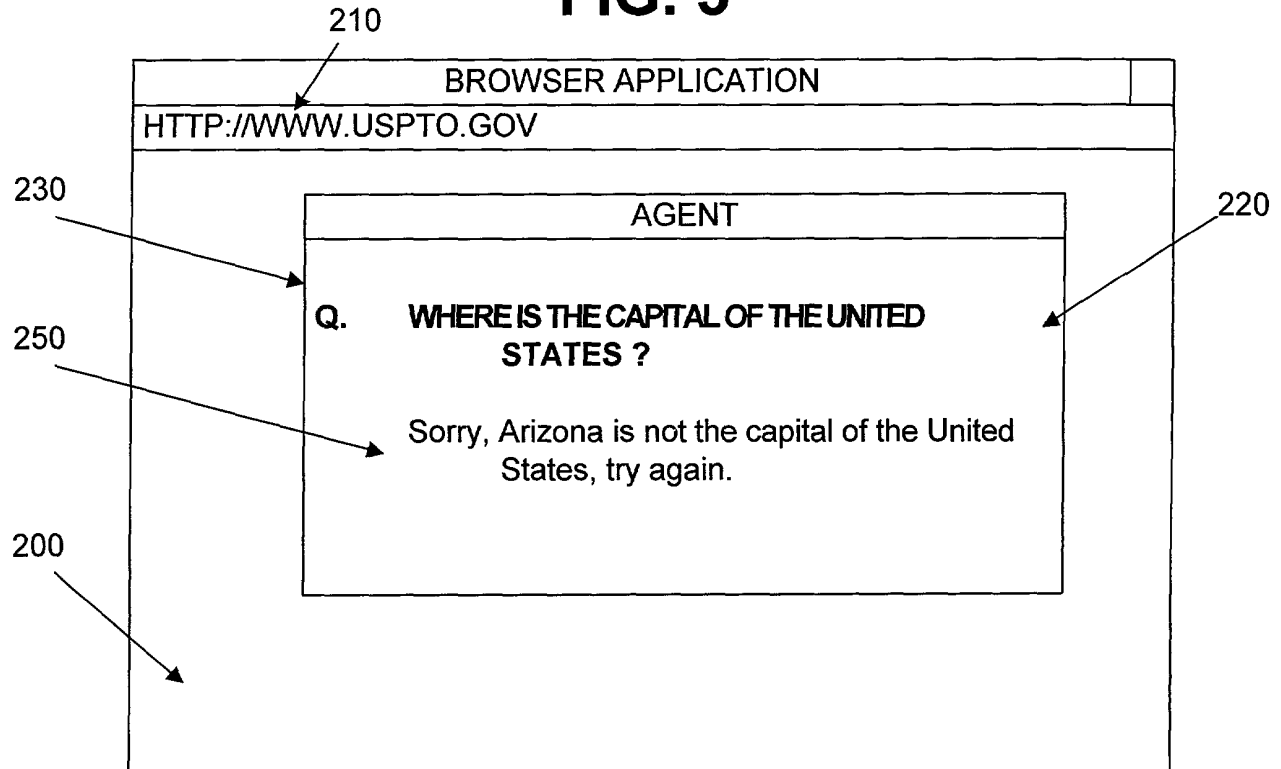 FIG.
210
BROWSER APPLICATION
HTTP://WWW.USPTO.GOV
230
AGENT
220
Q. WHERE IS THE CAPITAL OF THE UNITED
STATES ?
250
Sorry, Arizona is not the capital of the United
States, try again.
200